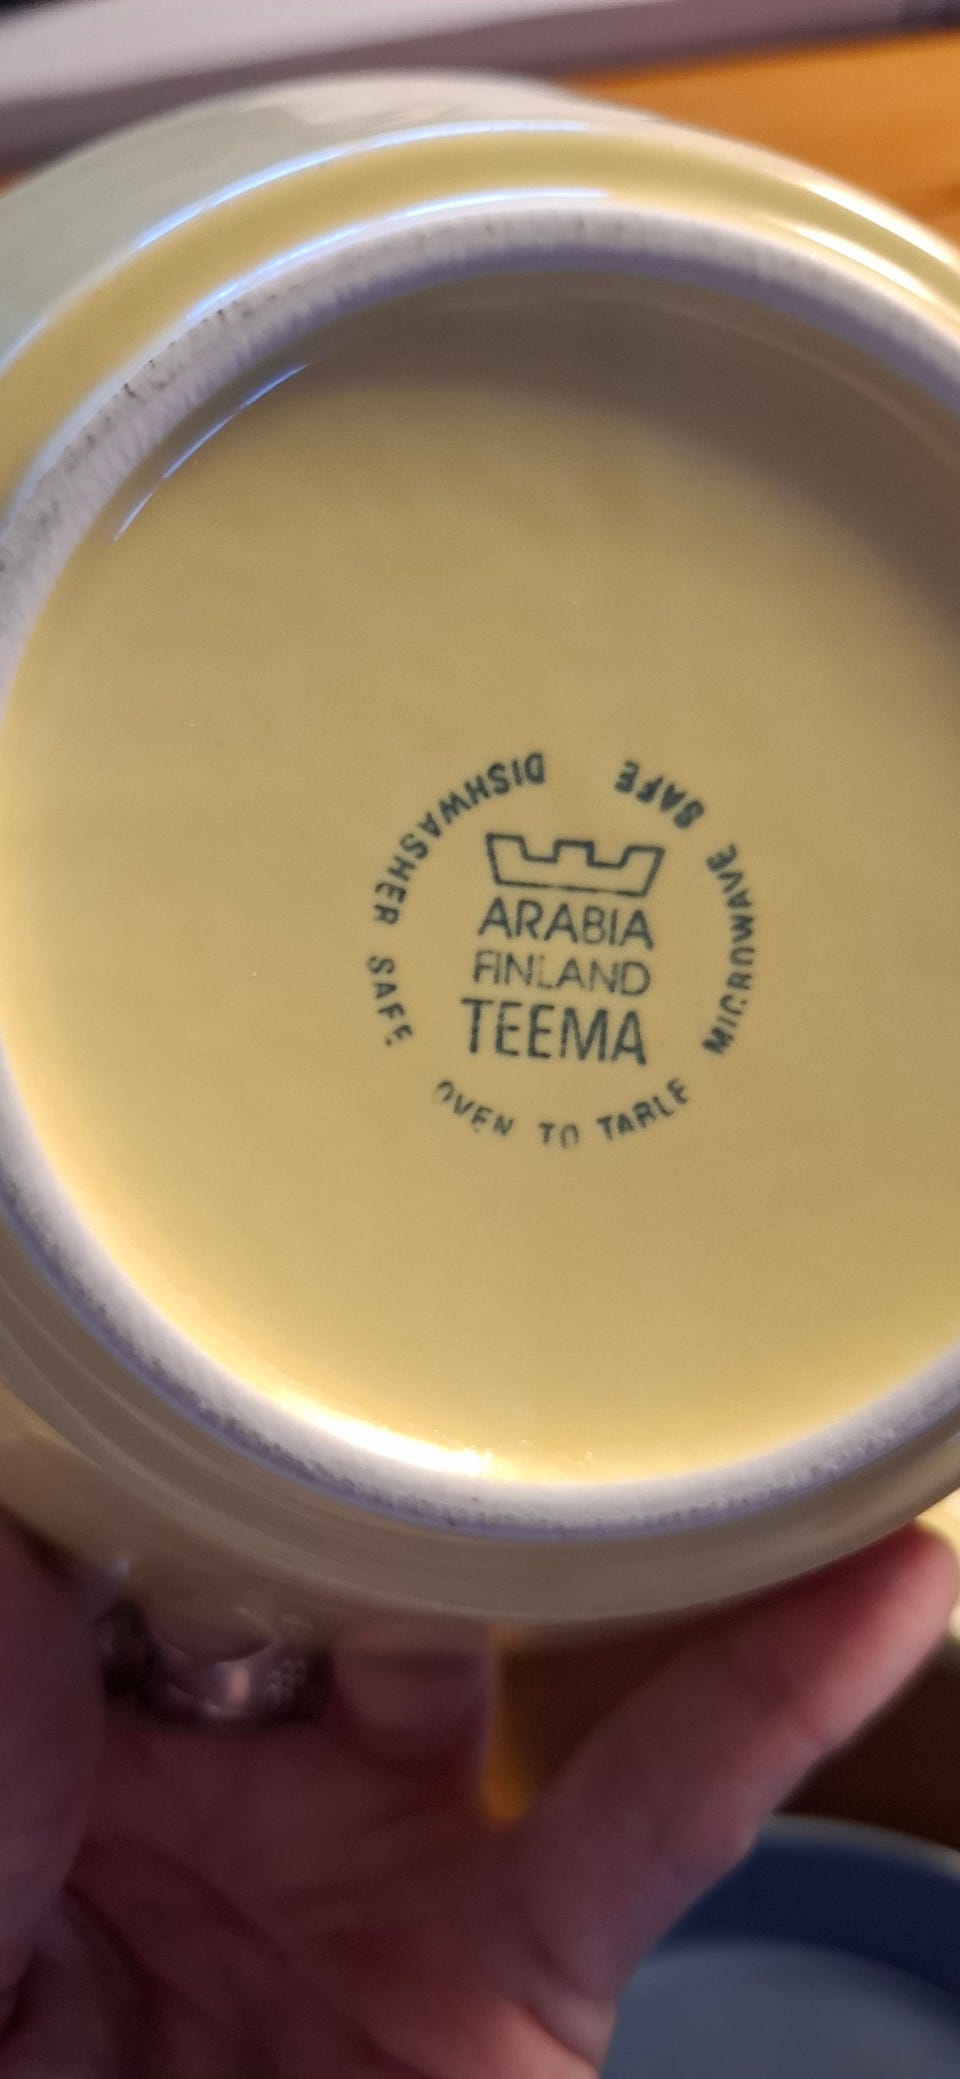 ARABIA
FINLAND
TEEMA
DISHWASHER SAFE
OVEN TO TABLE
MICROWAVE SAFE